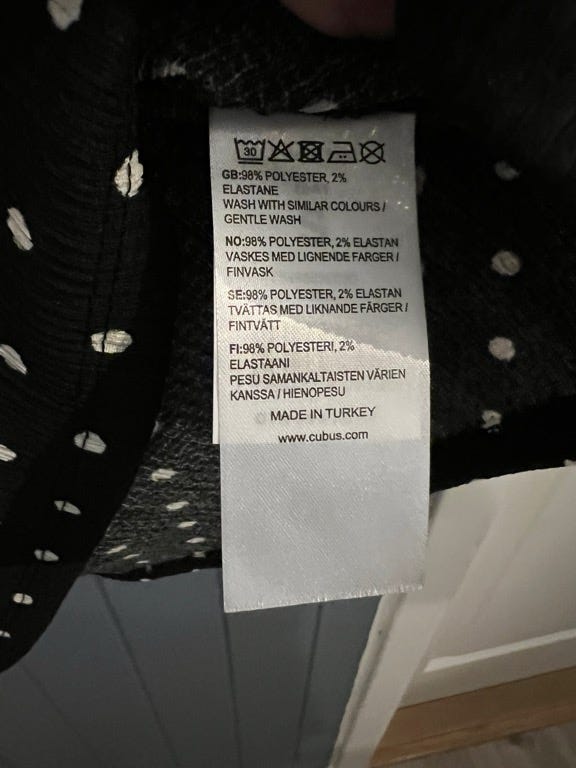 30
GB:98% POLYESTER, 2%
ELASTANE
WASH WITH SIMILAR COLOURS /
GENTLE WASH
NO:98% POLYESTER, 2% ELASTAN
VASKES MED LIGNENDE FARGER /
FINVASK
SE:98% POLYESTER, 2% ELASTAN
TVÄTTAS MED LIKNANDE FÄRGER /
FINTVÄTT
FI:98% POLYESTERI, 2%
ELASTAANI
PESU SAMANKALTAISTEN VÄRIEN
KANSSA / HIENOPESU
MADE IN TURKEY
www.cubus.com